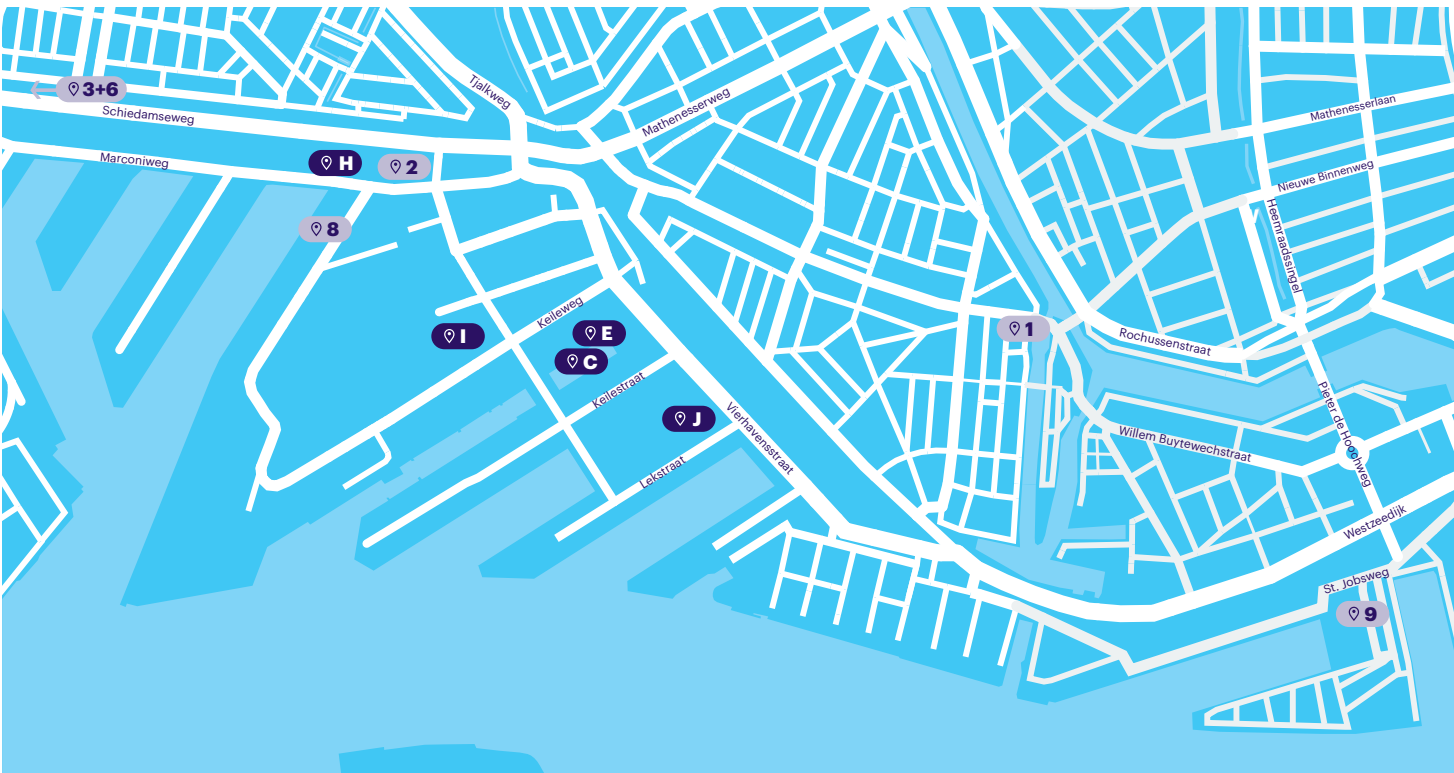 Tjalkweg
3+6
Schiedamseweg
Mathenesserweg
Mathenesserlaan
Marconiweg
H
2
Nieuwe Binnenweg
8
Heemraadssingel
Keileweg
I
E
C
1
Rochussenstraat
Keilestraat
J
Vierhavensstraat
Pieter de Hoochweg
Willem Buytewechstraat
Lekstraat
Westzeedijk
St. Jobsweg
9